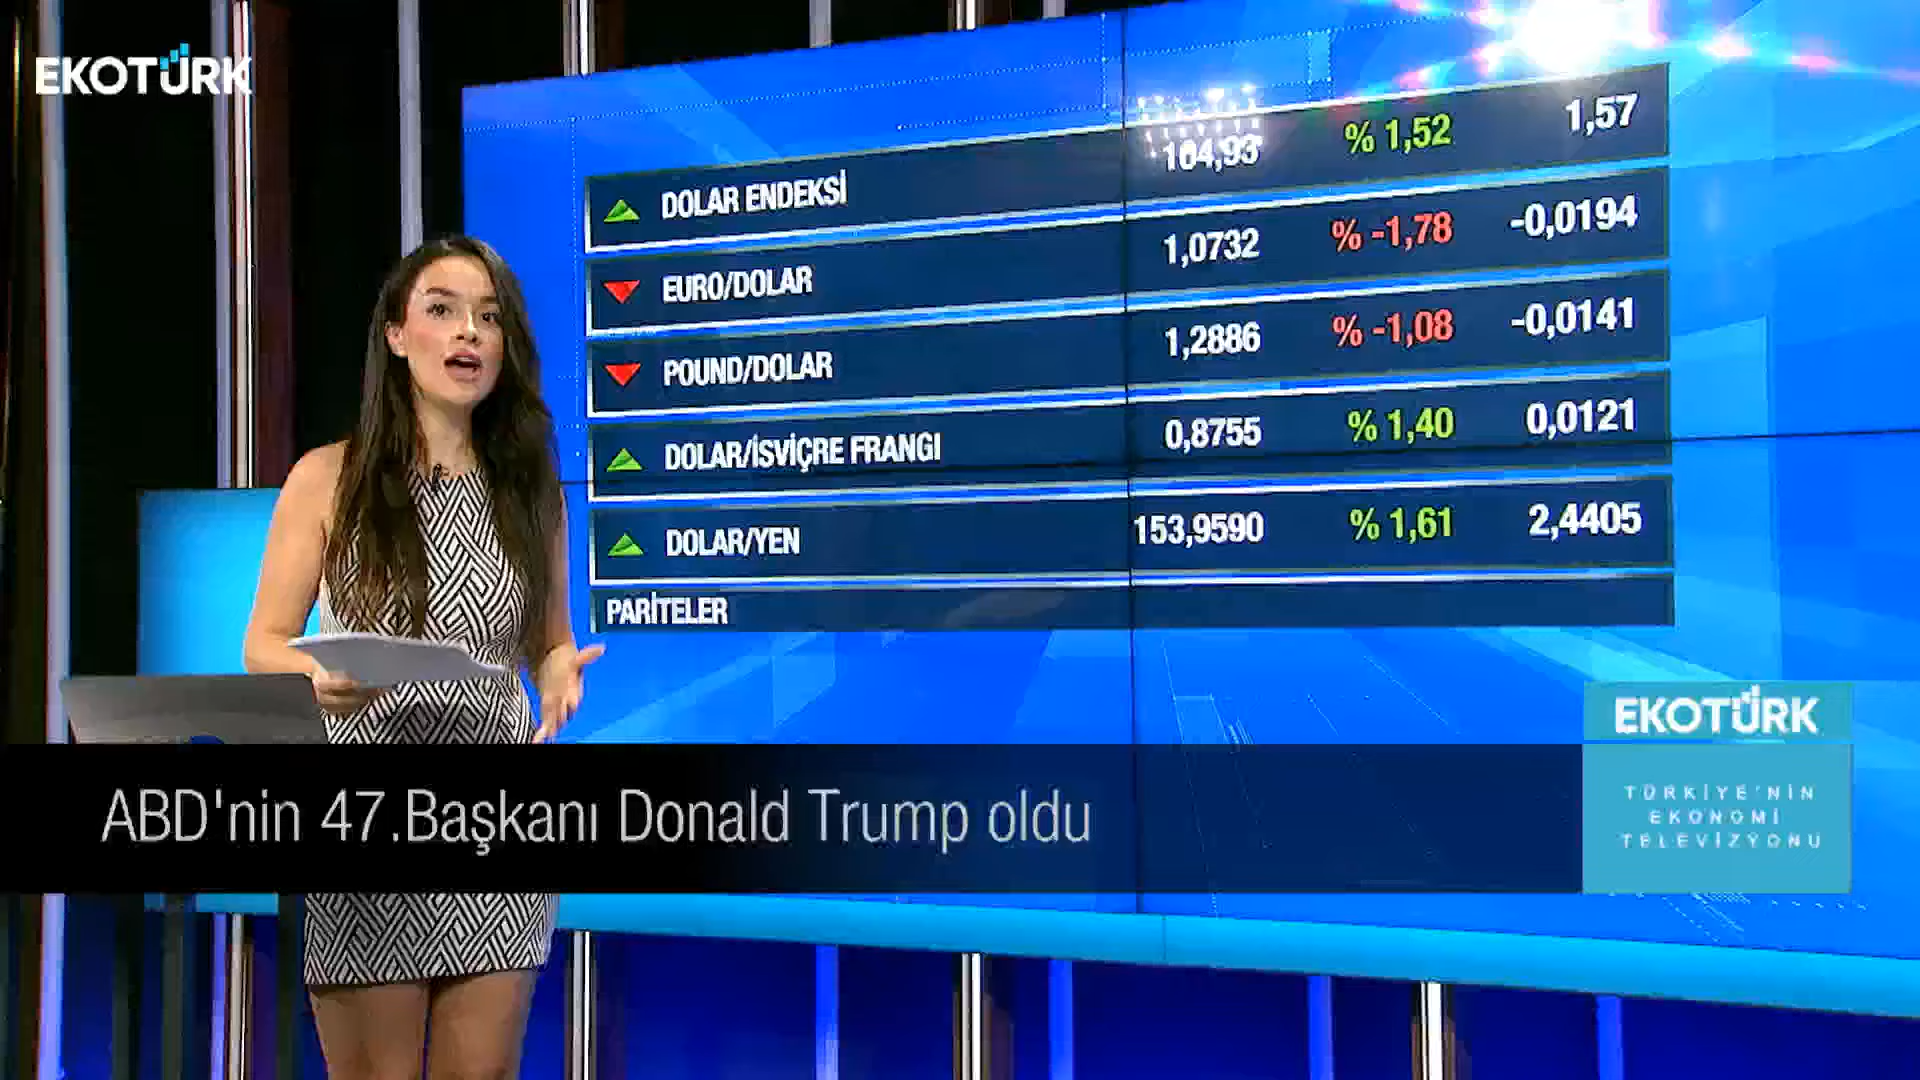 EKOTÜRK
DOLAR ENDEKSİ 104,93 % 1,52 1,57
EURO/DOLAR 1,0732 % -1,78 -0,0194
POUND/DOLAR 1,2886 % -1,08 -0,0141
DOLAR/İSVİÇRE FRANGI 0,8755 % 1,40 0,0121
DOLAR/YEN 153,9590 % 1,61 2,4405
PARİTELER
EKOTÜRK
TÜRKİYE'NİN
EKONOMİ
TELEVİZYONU
ABD'nin 47.Başkanı Donald Trump oldu